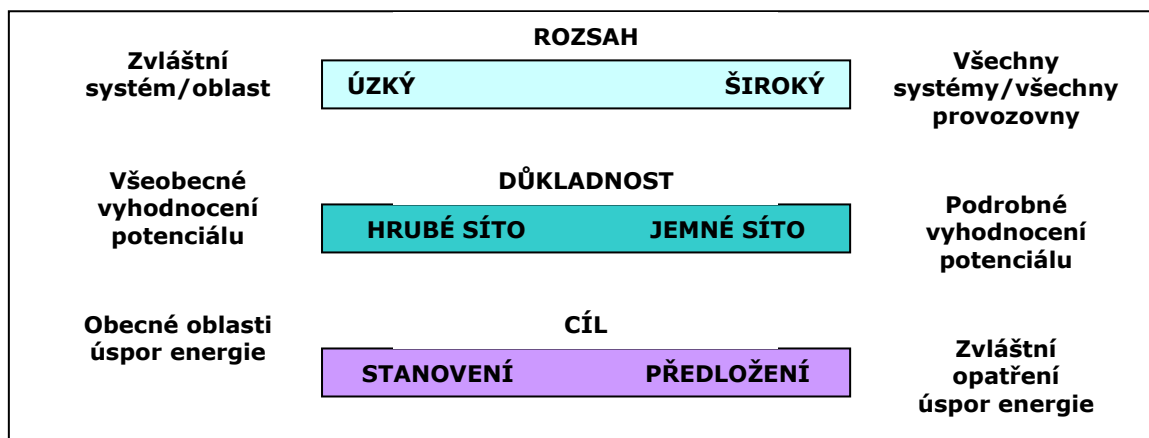 ROZSAH
Zvláštní
systém/oblast
ÚZKÝ ŠIROKÝ
Všechny
systémy/všechny
provozovny
Všeobecné
vyhodnocení
potenciálu
DŮKLADNOST
HRUBÉ SÍTO JEMNÉ SÍTO
Podrobné
vyhodnocení
potenciálu
Obecné oblasti
úspor energie
CÍL
STANOVENÍ PŘEDLOŽENÍ
Zvláštní
opatření
úspor energie